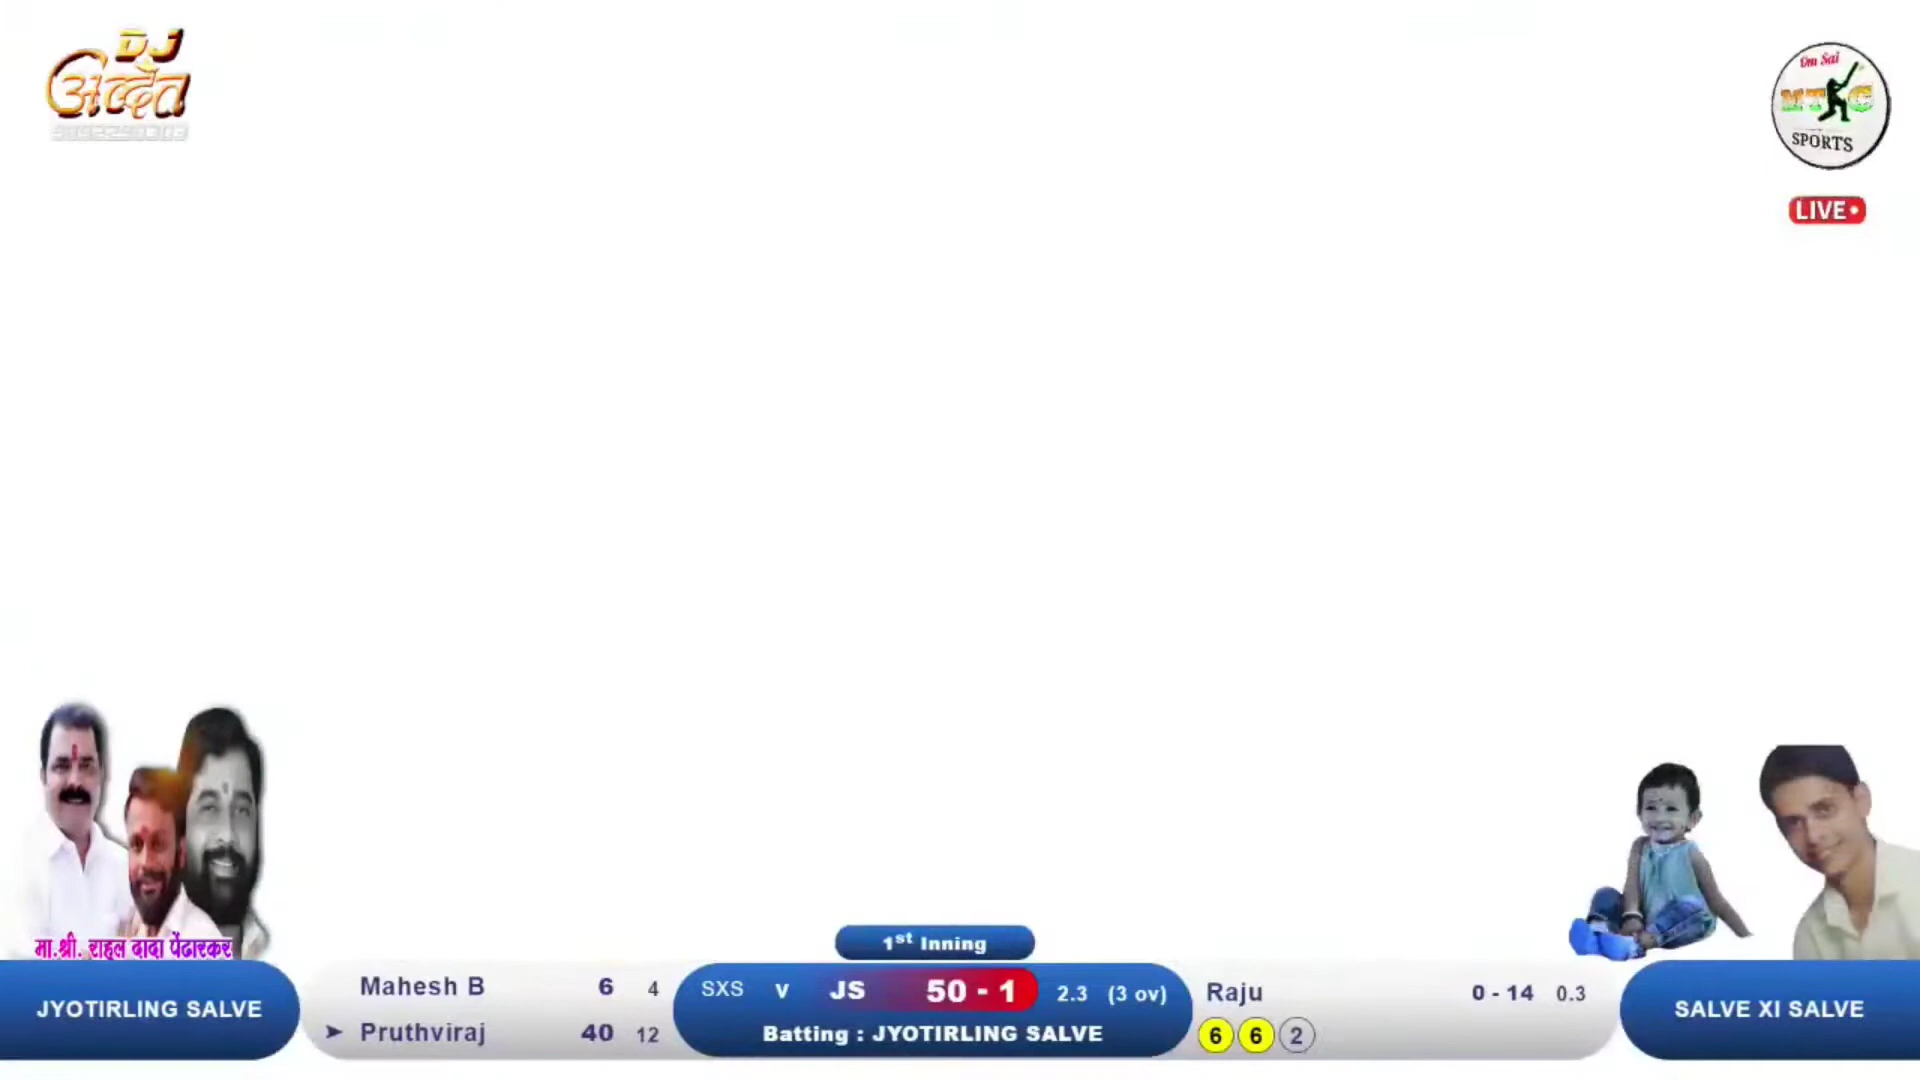 DJ
अव्दैत
Om Sai
MTC
SPORTS
LIVE
मा.श्री. राहुल दादा पेंढारकर
1st Inning
JYOTIRLING SALVE
Mahesh B 6 4
Pruthviraj 40 12
SXS v JS 50 - 1 2.3 (3 ov)
Batting : JYOTIRLING SALVE
Raju 0 - 14 0.3
6 6 2
SALVE XI SALVE